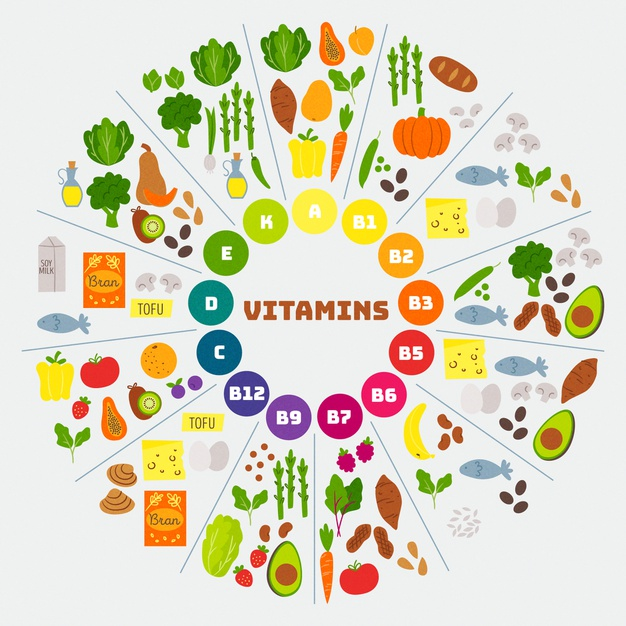 A
B1
B2
B3
B5
B6
B7
B9
B12
C
D
E
K
VITAMINS
SOY
MILK
Bran
TOFU
TOFU
Bran